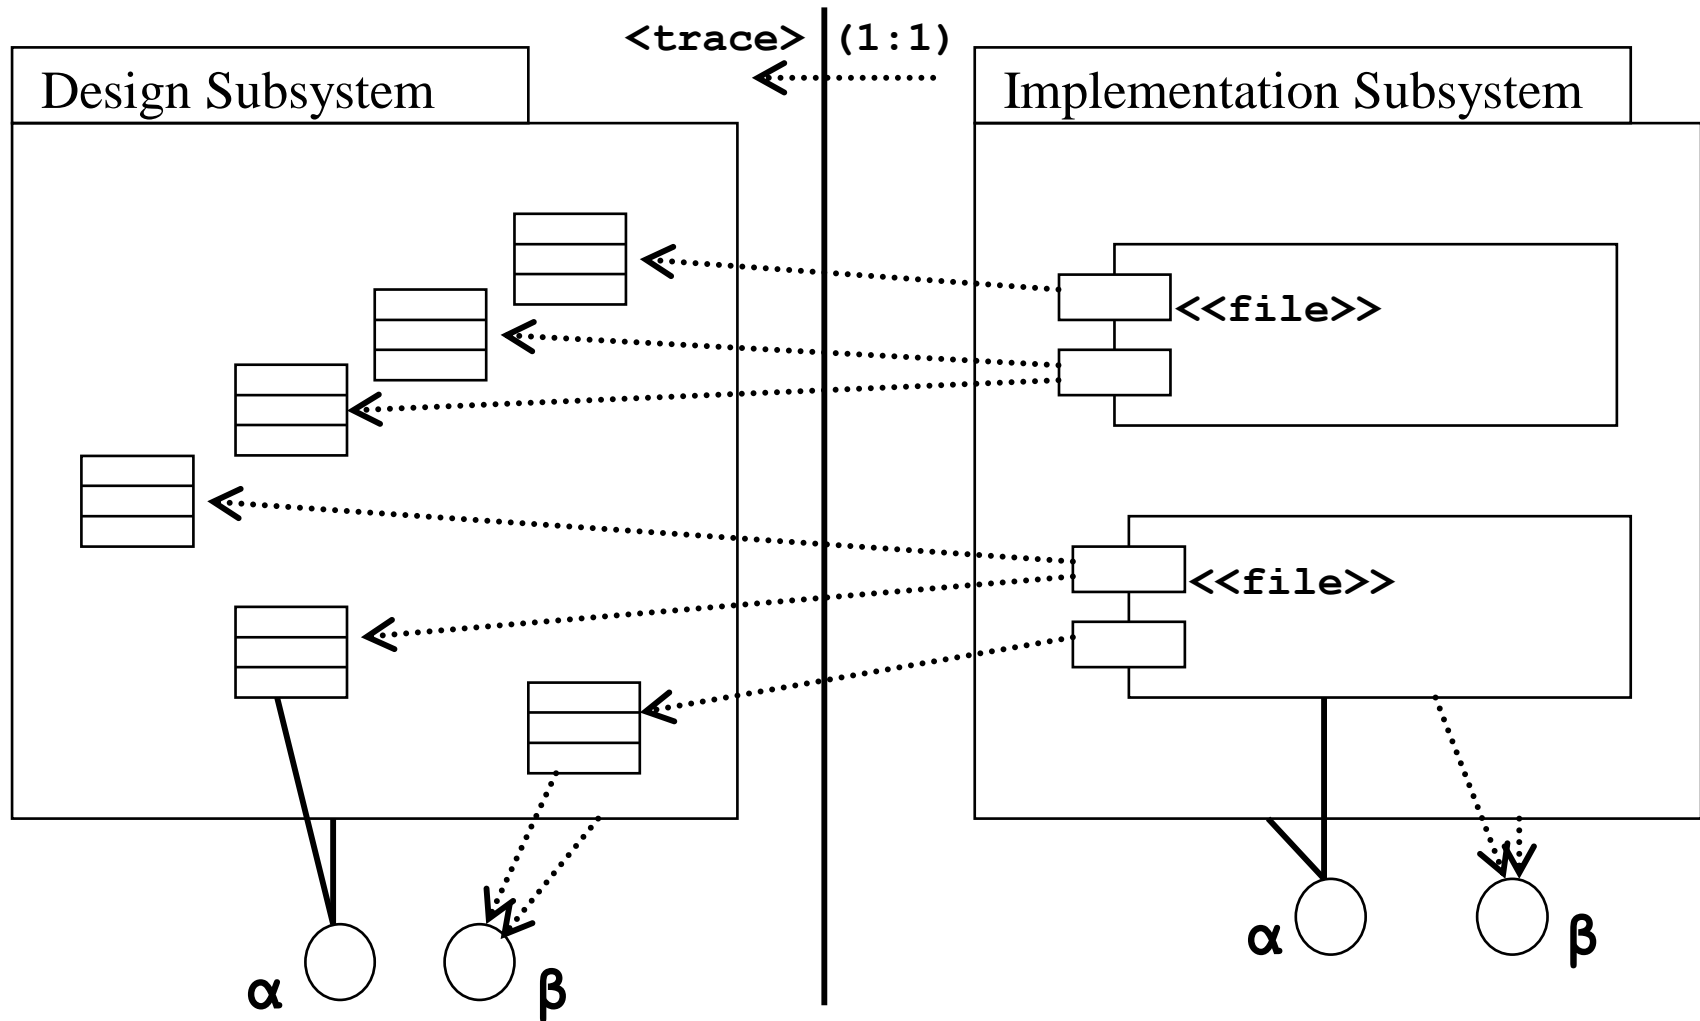 <trace> (1:1)
Design Subsystem
Implementation Subsystem
<<file>>
<<file>>
α
β
α
β